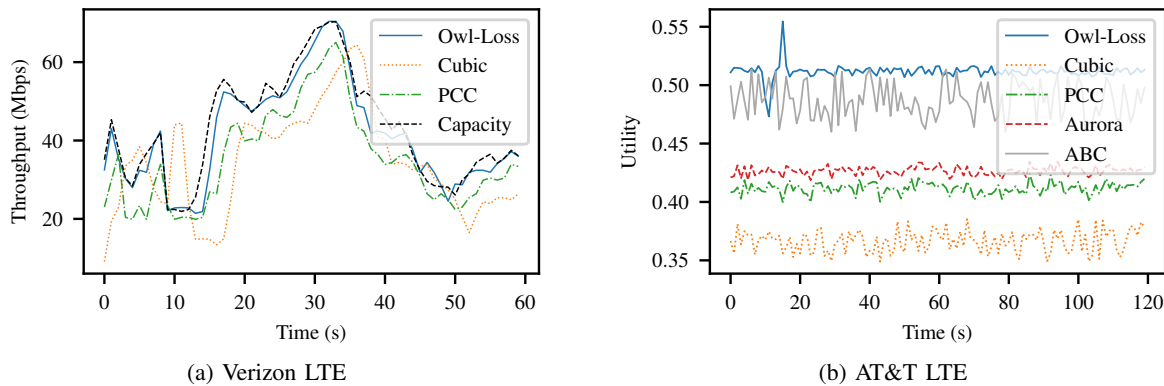 Throughput (Mbps)
60
40
20
0
10
20
30
40
50
60
Time (s)
Owl-Loss
Cubic
PCC
Capacity
(a) Verizon LTE
Utility
0.55
0.50
0.45
0.40
0.35
0
20
40
60
80
100
120
Time (s)
Owl-Loss
Cubic
PCC
Aurora
ABC
(b) AT&T LTE